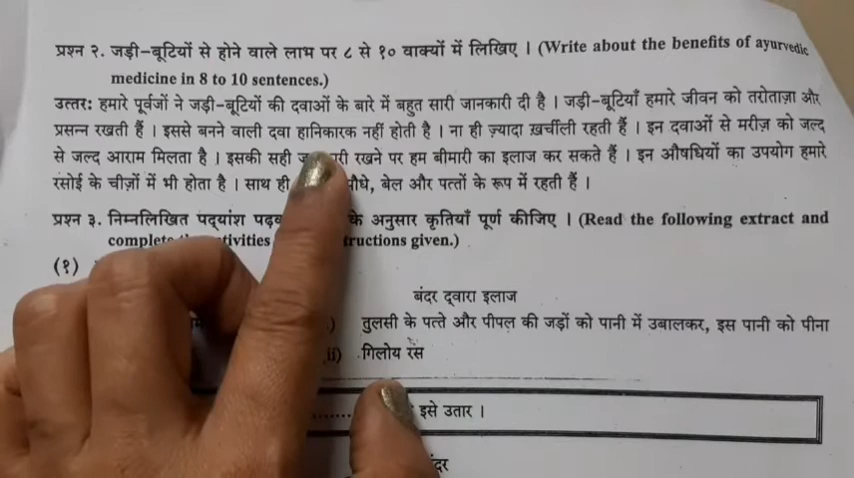 प्रश्न २. जड़ी-बूटियों से होने वाले लाभ पर ८ से १० वाक्यों में लिखिए । (Write about the benefits of ayurvedic
medicine in 8 to 10 sentences.)
उत्तर: हमारे पूर्वजों ने जड़ी-बूटियों की दवाओं के बारे में बहुत सारी जानकारी दी है । जड़ी-बूटियाँ हमारे जीवन को तरोताज़ा और
प्रसन्न रखती हैं । इससे बनने वाली दवा हानिकारक नहीं होती है । ना ही ज़्यादा ख़र्चीली रहती हैं । इन दवाओं से मरीज़ को जल्द
से जल्द आराम मिलता है । इसकी सही रखने पर हम बीमारी का इलाज कर सकते हैं । इन औषधियों का उपयोग हमारे
रसोई के चीज़ों में भी होता है । साथ ही बेल और पत्तों के रूप में रहती हैं ।
प्रश्न ३. निम्नलिखित पद्यांश के अनुसार कृतियाँ पूर्ण कीजिए । (Read the following extract and
given.)
(१)
बंदर द्वारा इलाज
तुलसी के पत्ते और पीपल की जड़ों को पानी में उबालकर, इस पानी को पीना
ii) गिलोय रस
....... इसे उतार ।